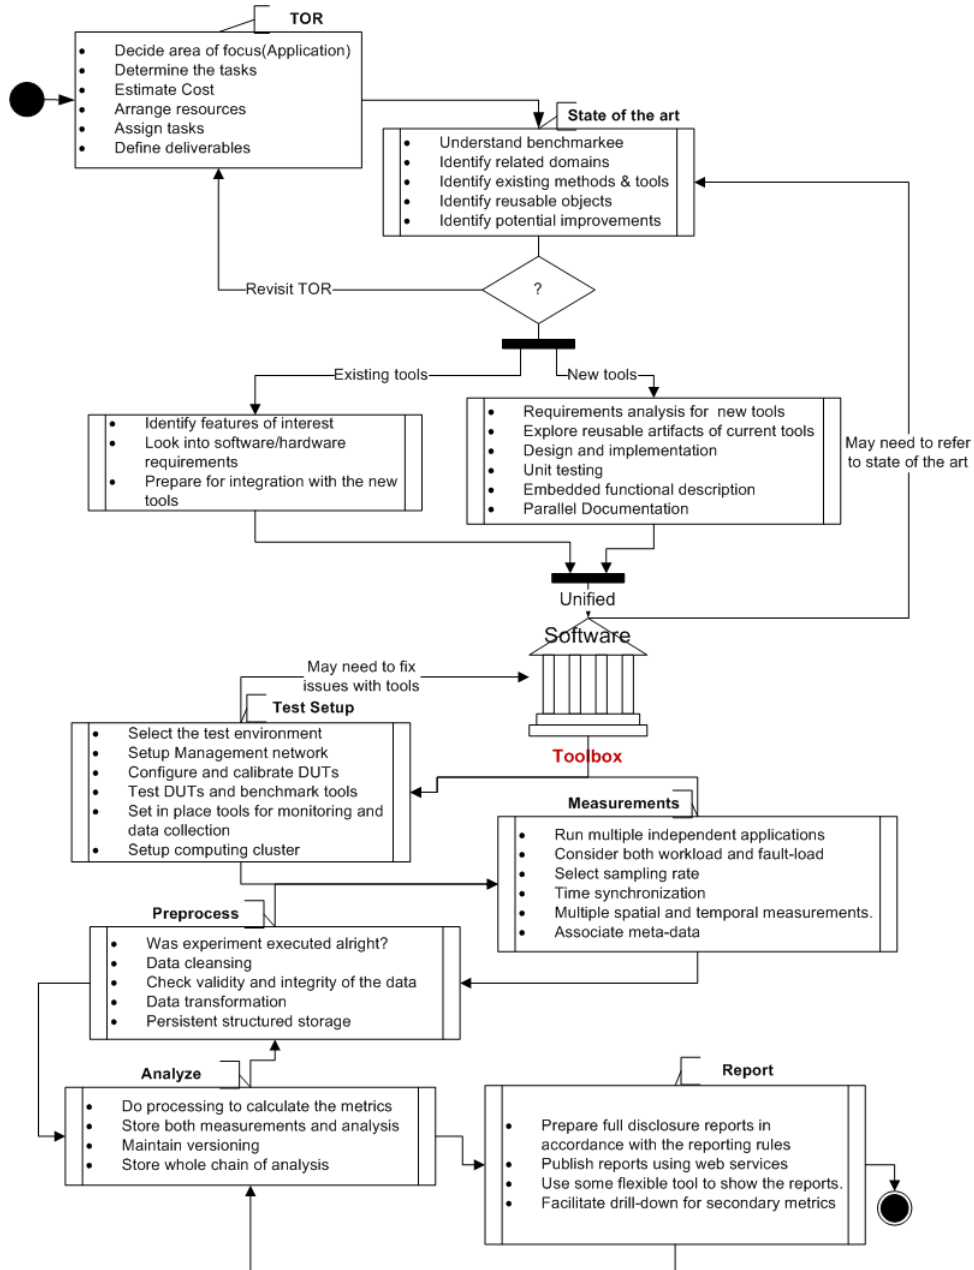 TOR
• Decide area of focus(Application)
• Determine the tasks
• Estimate Cost
• Arrange resources
• Assign tasks
• Define deliverables
State of the art
• Understand benchmarkee
• Identify related domains
• Identify existing methods & tools
• Identify reusable objects
• Identify potential improvements
Revisit TOR
?
Existing tools
New tools
• Identify features of interest
• Look into software/hardware
requirements
• Prepare for integration with the new
tools
• Requirements analysis for new tools
• Explore reusable artifacts of current tools
• Design and implementation
• Unit testing
• Embedded functional description
• Parallel Documentation
May need to refer
to state of the art
Unified
Software
Toolbox
May need to fix
issues with tools
Test Setup
• Select the test environment
• Setup Management network
• Configure and calibrate DUTs
• Test DUTs and benchmark tools
• Set in place tools for monitoring and
data collection
• Setup computing cluster
Measurements
• Run multiple independent applications
• Consider both workload and fault-load
• Select sampling rate
• Time synchronization
• Multiple spatial and temporal measurements.
• Associate meta-data
Preprocess
• Was experiment executed alright?
• Data cleansing
• Check validity and integrity of the data
• Data transformation
• Persistent structured storage
Analyze
• Do processing to calculate the metrics
• Store both measurements and analysis
• Maintain versioning
• Store whole chain of analysis
Report
• Prepare full disclosure reports in
accordance with the reporting rules
• Publish reports using web services
• Use some flexible tool to show the reports.
• Facilitate drill-down for secondary metrics